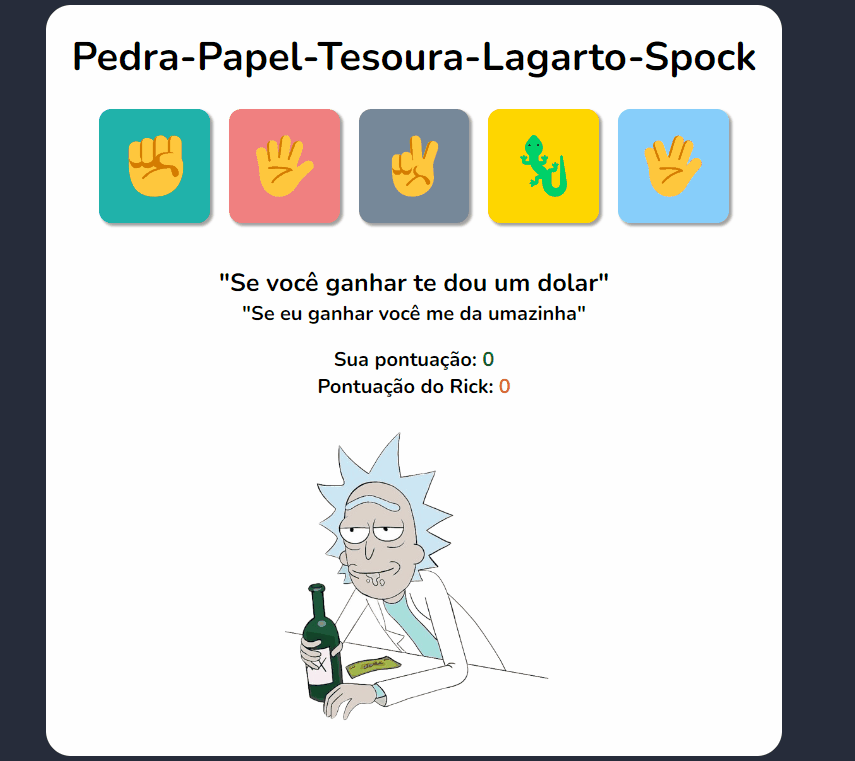 Pedra-Papel-Tesoura-Lagarto-Spock
"Se você ganhar te dou um dolar"
"Se eu ganhar você me da umazinha"
Sua pontuação: 0
Pontuação do Rick: 0
X